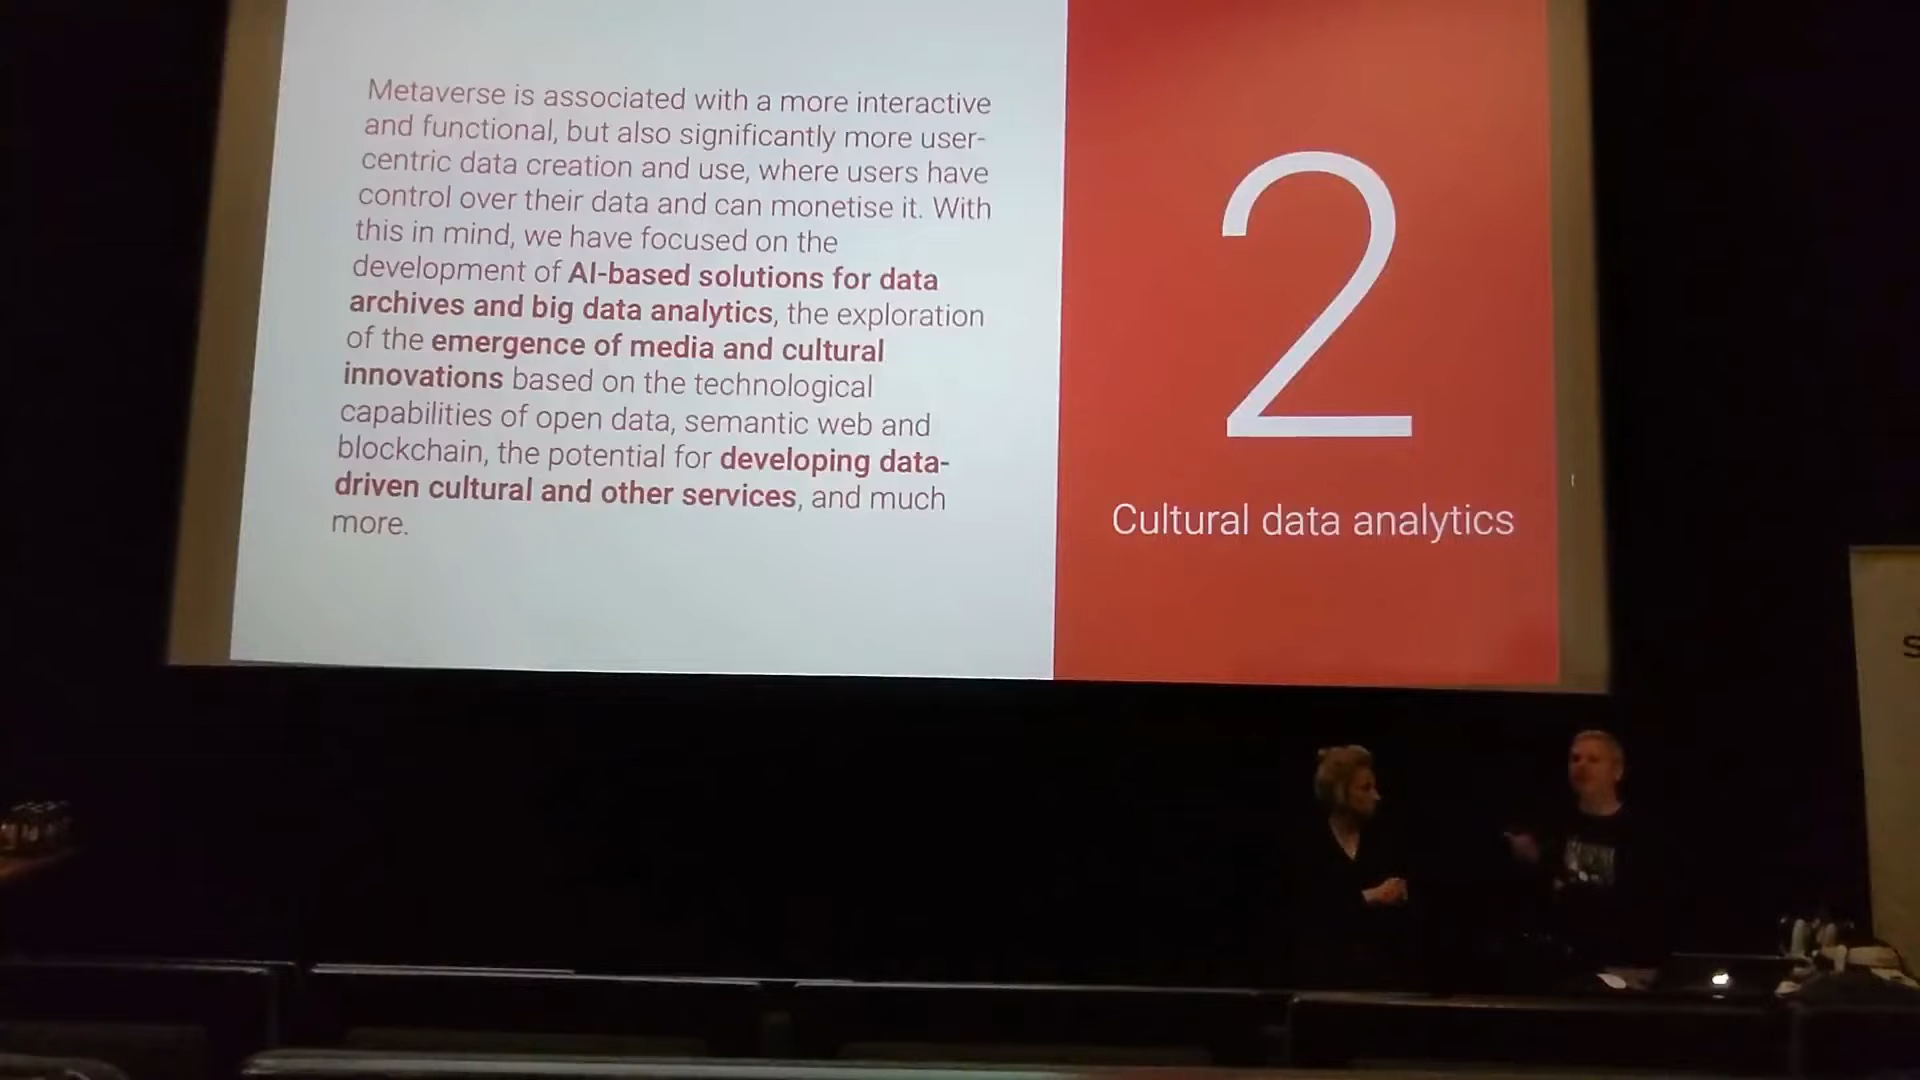 Metaverse is associated with a more interactive
and functional, but also significantly more user-
centric data creation and use, where users have
control over their data and can monetise it. With
this in mind, we have focused on the
development of AI-based solutions for data
archives and big data analytics, the exploration
of the emergence of media and cultural
innovations based on the technological
capabilities of open data, semantic web and
blockchain, the potential for developing data-
driven cultural and other services, and much
more.
2
Cultural data analytics
S